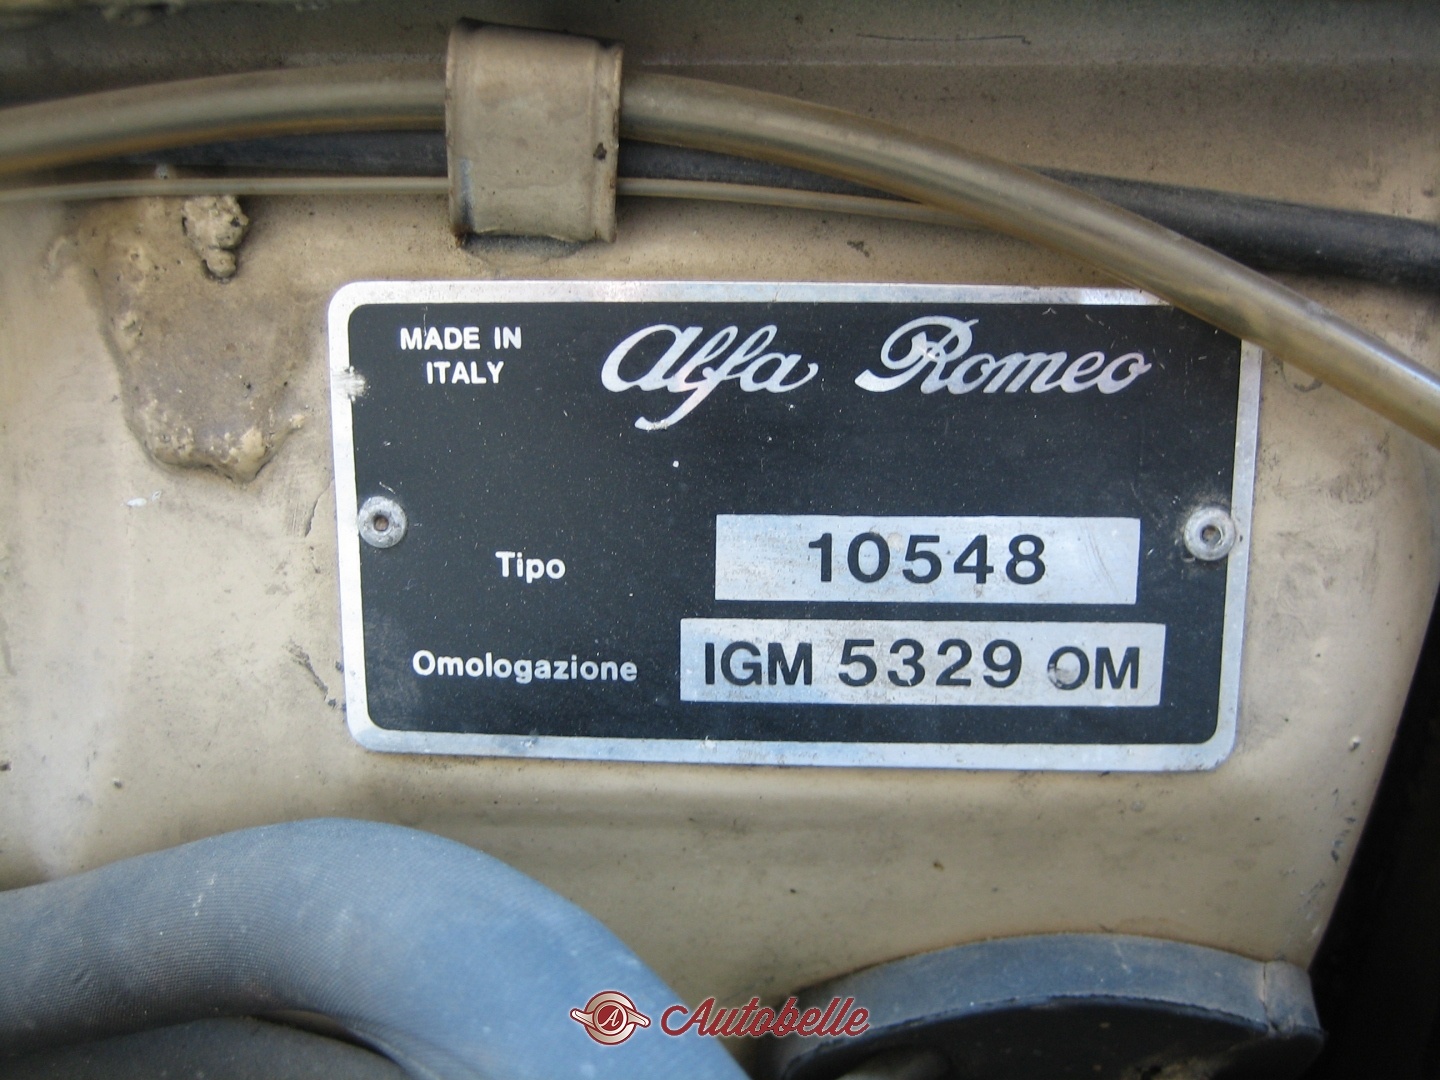 MADE IN
ITALY
Alfa Romeo
Tipo 10548
Omologazione IGM 5329 OM
A Autobelle